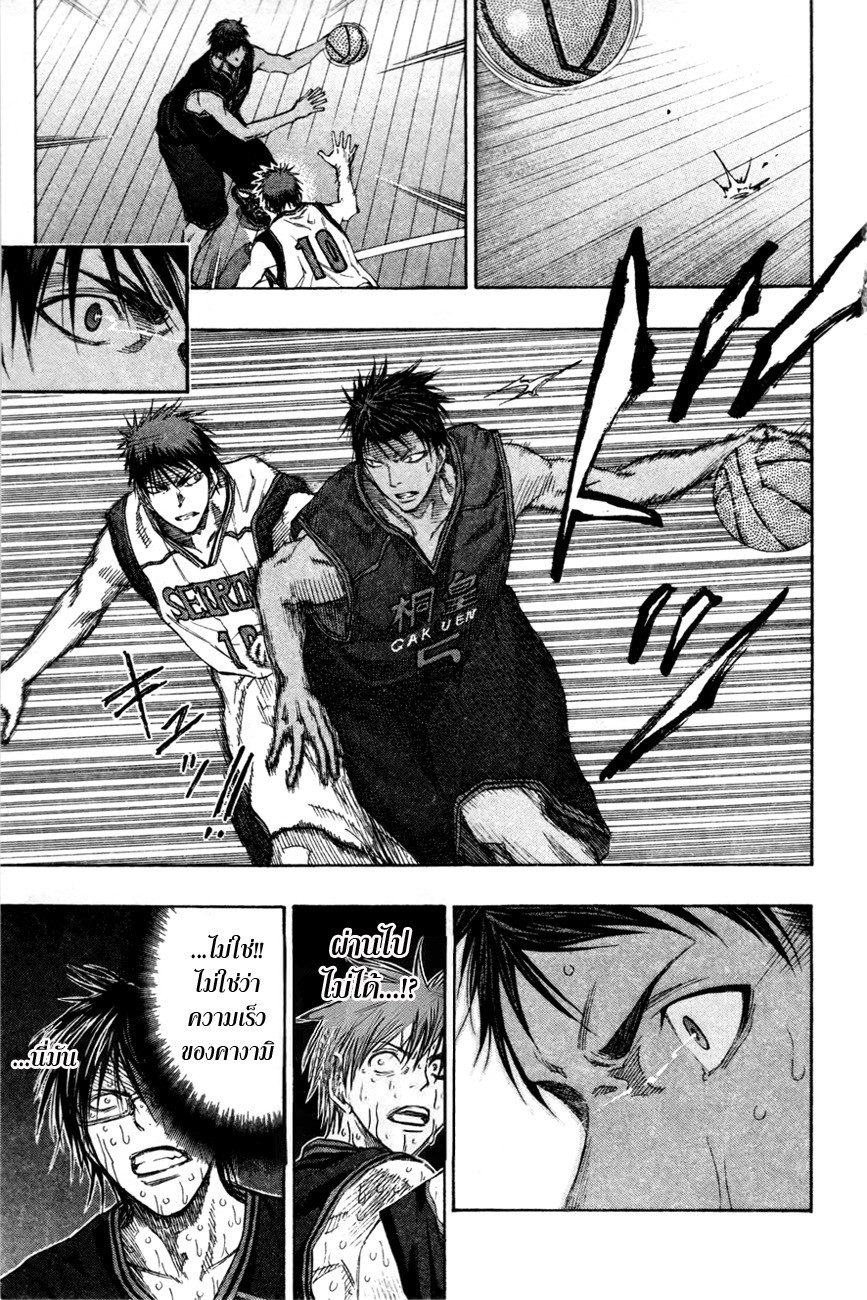 10
ドドッ
SEIRIN
10
桐皇
GAKUEN
5
キュッ!!
ผ่านไป
ไม่ได้...!?
...ไม่ใช่!!
ไม่ใช่ว่า
ความเร็ว
ของคางามิ
...นี่มัน